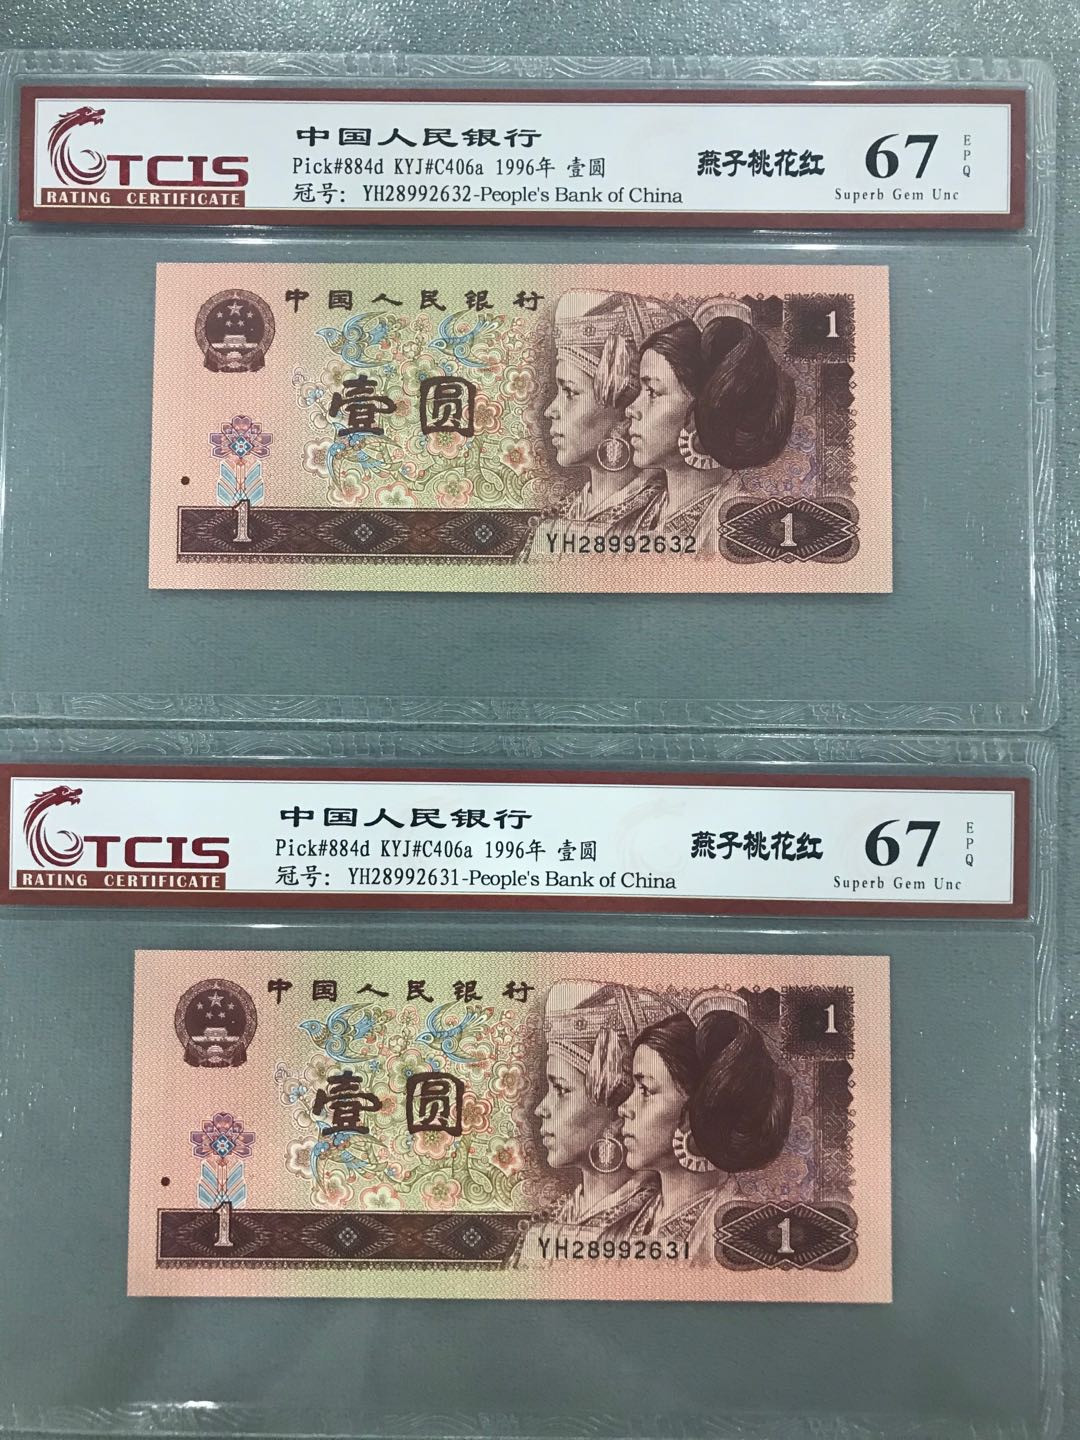 TCIS
RATING CERTIFICATE
中国人民银行
Pick#884d KYJ#C406a 1996年 壹圆
冠号: YH28992632-People's Bank of China
燕子桃花红
67
EPQ
Superb Gem Unc
中国人民银行
1
壹圆
1
YH28992632
1
TCIS
RATING CERTIFICATE
中国人民银行
Pick#884d KYJ#C406a 1996年 壹圆
冠号: YH28992631-People's Bank of China
燕子桃花红
67
EPQ
Superb Gem Unc
中国人民银行
1
壹圆
1
YH28992631
1